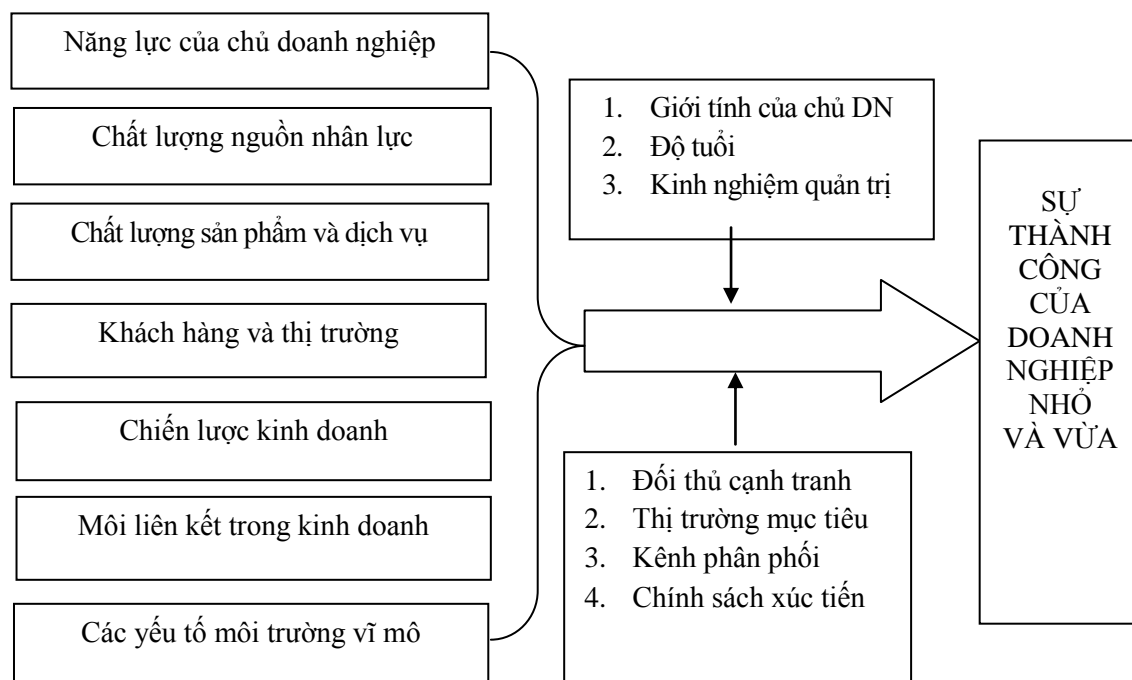 Năng lực của chủ doanh nghiệp
Chất lượng nguồn nhân lực
Chất lượng sản phẩm và dịch vụ
Khách hàng và thị trường
Chiến lược kinh doanh
Môi liên kết trong kinh doanh
Các yếu tố môi trường vĩ mô
1. Giới tính của chủ DN
2. Độ tuổi
3. Kinh nghiệm quản trị
1. Đối thủ cạnh tranh
2. Thị trường mục tiêu
3. Kênh phân phối
4. Chính sách xúc tiến
SỰ
THÀNH
CÔNG
CỦA
DOANH
NGHIỆP
NHỎ
VÀ VỪA